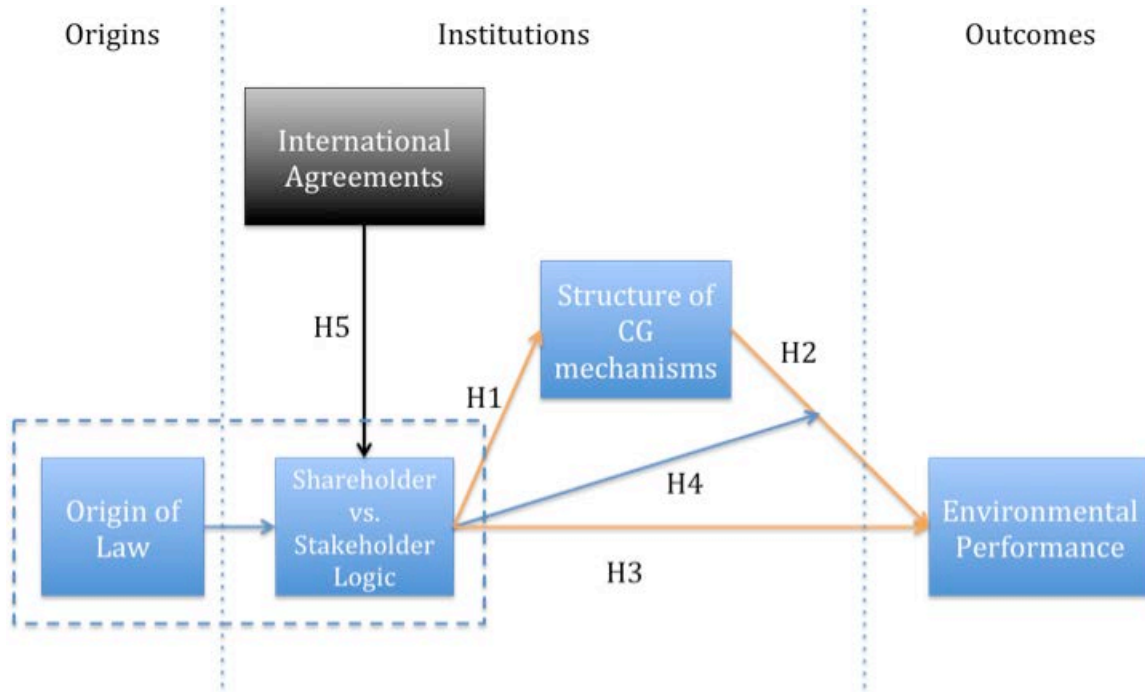 Origins
Institutions
Outcomes
International
Agreements
H5
Structure of
CG
mechanisms
H2
H1
H4
Origin of
Law
Shareholder
vs.
Stakeholder
Logic
H3
Environmental
Performance